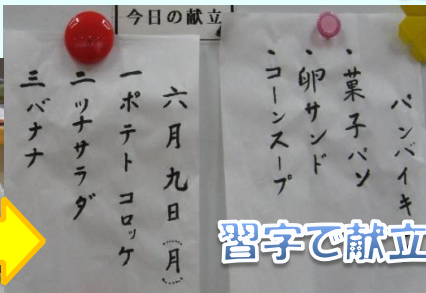 今日の献立
パンバイキ
・菓子パン
・卵サンド
・コーンスープ
六月九日(月)
一ポテトコロッケ
二ツナサラダ
三バナナ
習字で献立